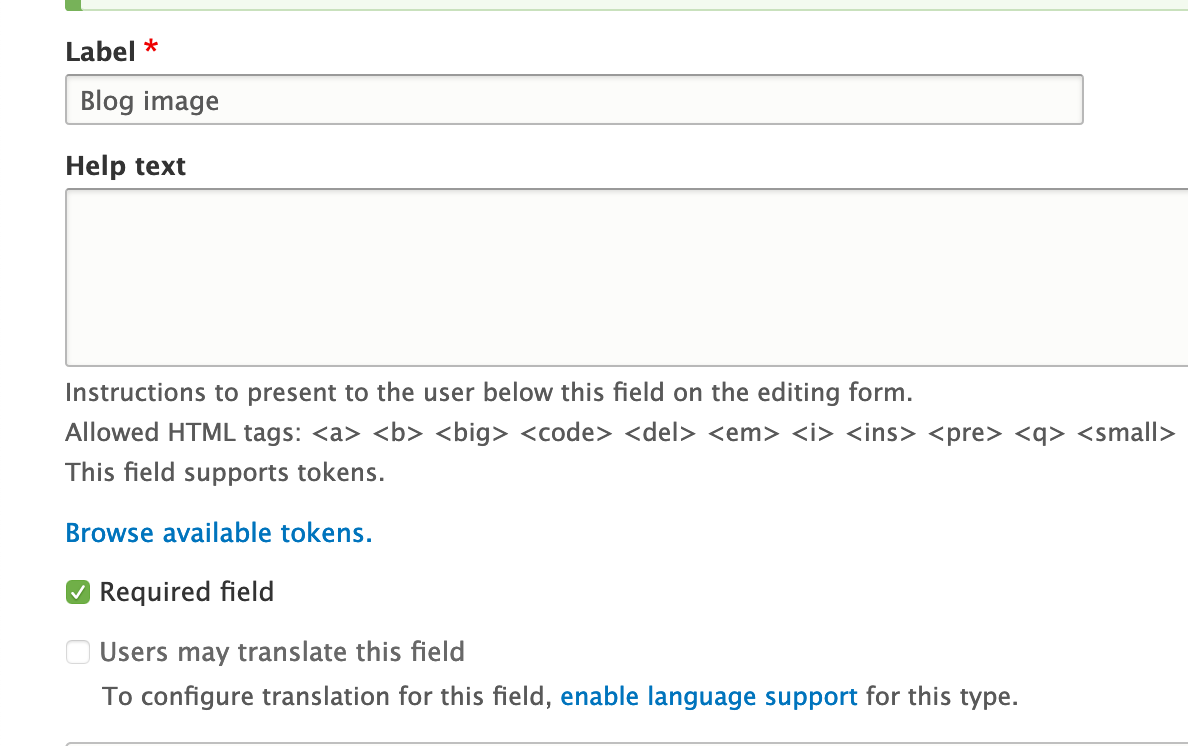 Label *
Blog image
Help text
Instructions to present to the user below this field on the editing form.
Allowed HTML tags: <a> <b> <big> <code> <del> <em> <i> <ins> <pre> <q> <small>
This field supports tokens.
Browse available tokens.
Required field
Users may translate this field
To configure translation for this field, enable language support for this type.